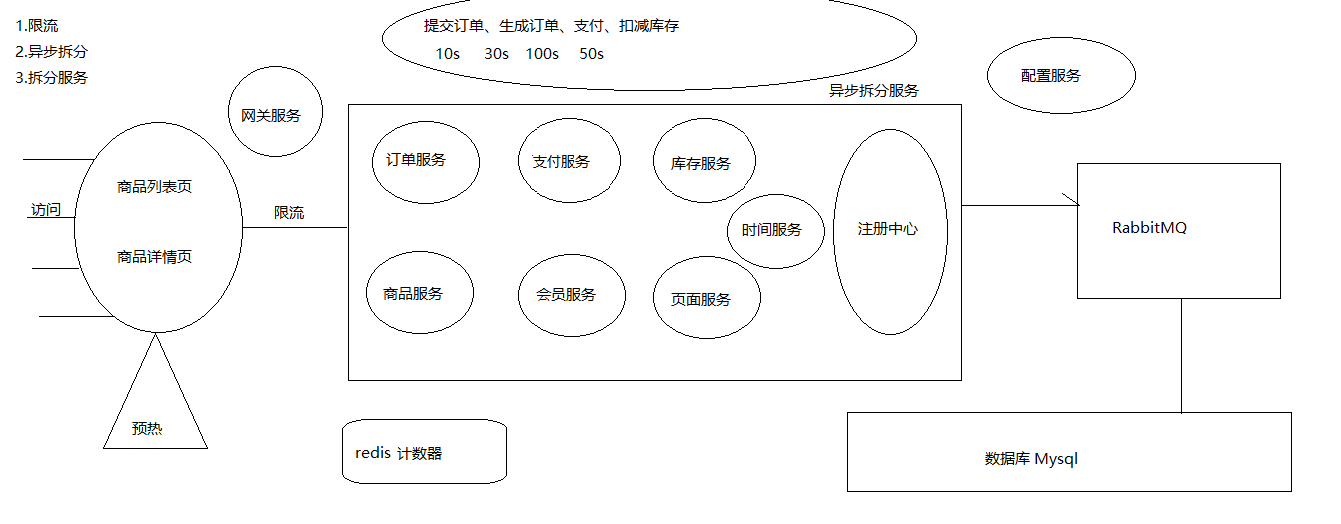 1.限流
2.异步拆分
3.拆分服务
提交订单、生成订单、支付、扣减库存
10s 30s 100s 50s
异步拆分服务
配置服务
网关服务
商品列表页
商品详情页
访问
限流
预热
订单服务
支付服务
库存服务
时间服务
注册中心
商品服务
会员服务
页面服务
RabbitMQ
redis 计数器
数据库 Mysql